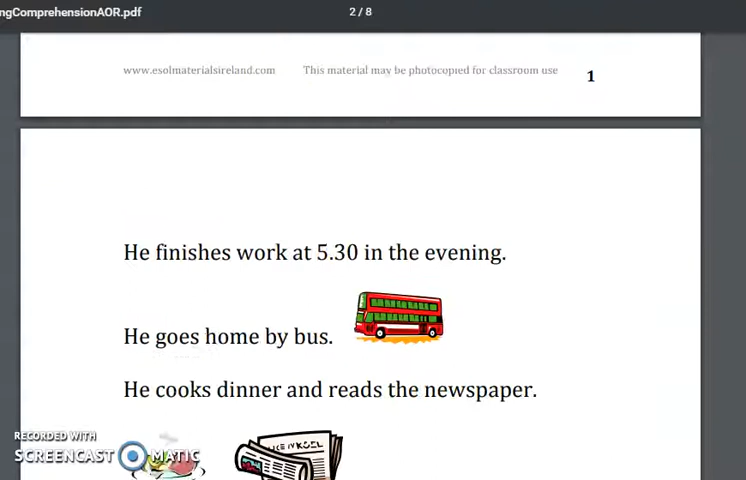 ngComprehensionAOR.pdf 2 / 8
www.esolmaterialsireland.com This material may be photocopied for classroom use 1
He finishes work at 5.30 in the evening.
He goes home by bus.
He cooks dinner and reads the newspaper.
RECORDED WITH
SCREENCAST MATIC